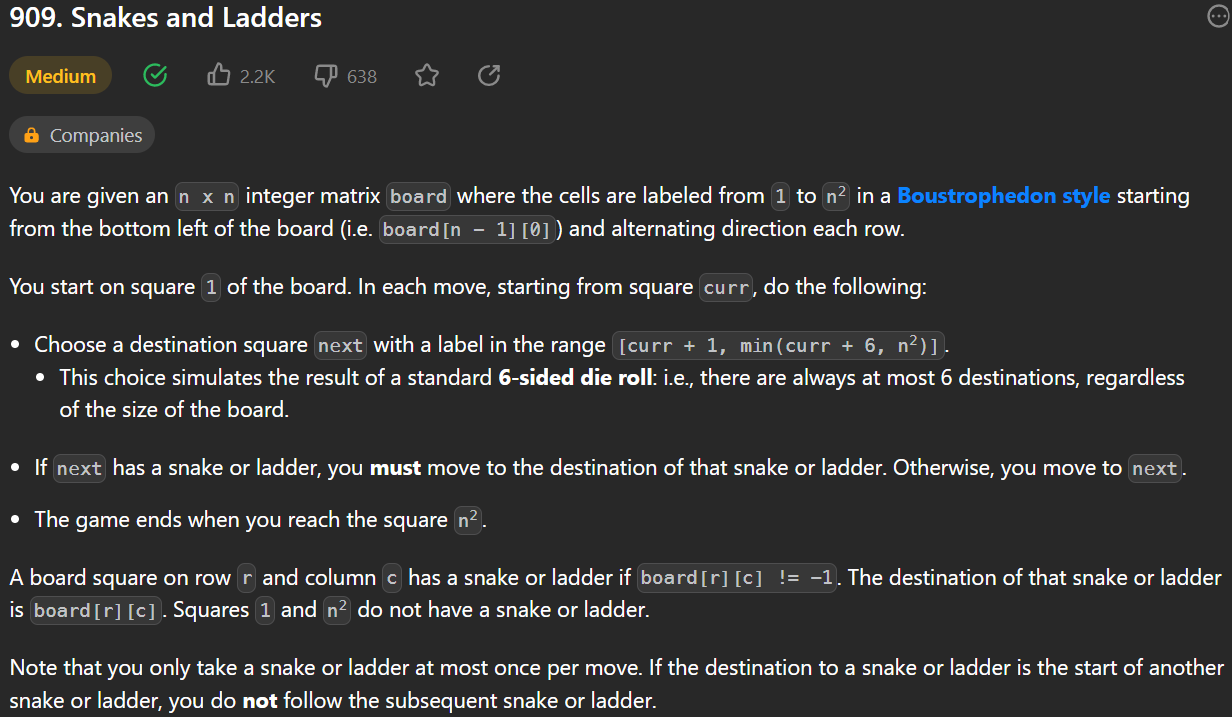 909. Snakes and Ladders
Medium 2.2K 638
Companies
You are given an n x n integer matrix board where the cells are labeled from 1 to n² in a Boustrophedon style starting
from the bottom left of the board (i.e. board[n - 1][0]) and alternating direction each row.
You start on square 1 of the board. In each move, starting from square curr, do the following:
• Choose a destination square next with a label in the range [curr + 1, min(curr + 6, n²)].
• This choice simulates the result of a standard 6-sided die roll: i.e., there are always at most 6 destinations, regardless
of the size of the board.
• If next has a snake or ladder, you must move to the destination of that snake or ladder. Otherwise, you move to next.
• The game ends when you reach the square n².
A board square on row r and column c has a snake or ladder if board[r][c] != -1. The destination of that snake or ladder
is board[r][c]. Squares 1 and n² do not have a snake or ladder.
Note that you only take a snake or ladder at most once per move. If the destination to a snake or ladder is the start of another
snake or ladder, you do not follow the subsequent snake or ladder.